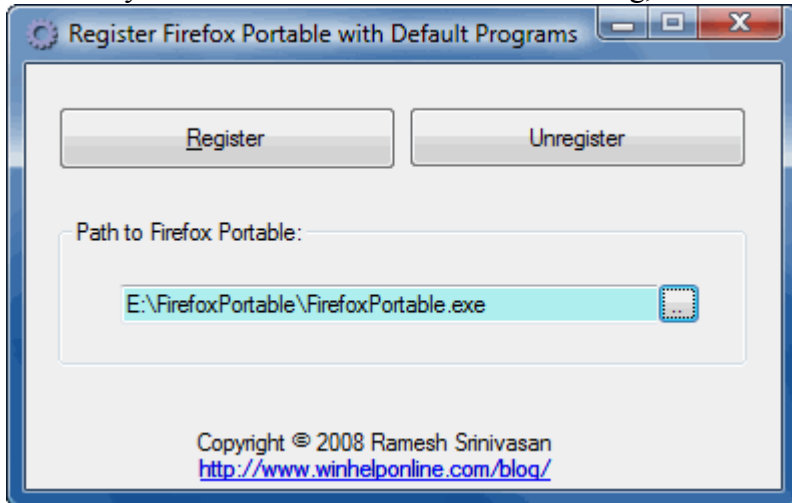 Register Firefox Portable with Default Programs
Register Unregister
Path to Firefox Portable:
E:\FirefoxPortable\FirefoxPortable.exe
..
Copyright © 2008 Ramesh Srinivasan
http://www.winhelponline.com/blog/